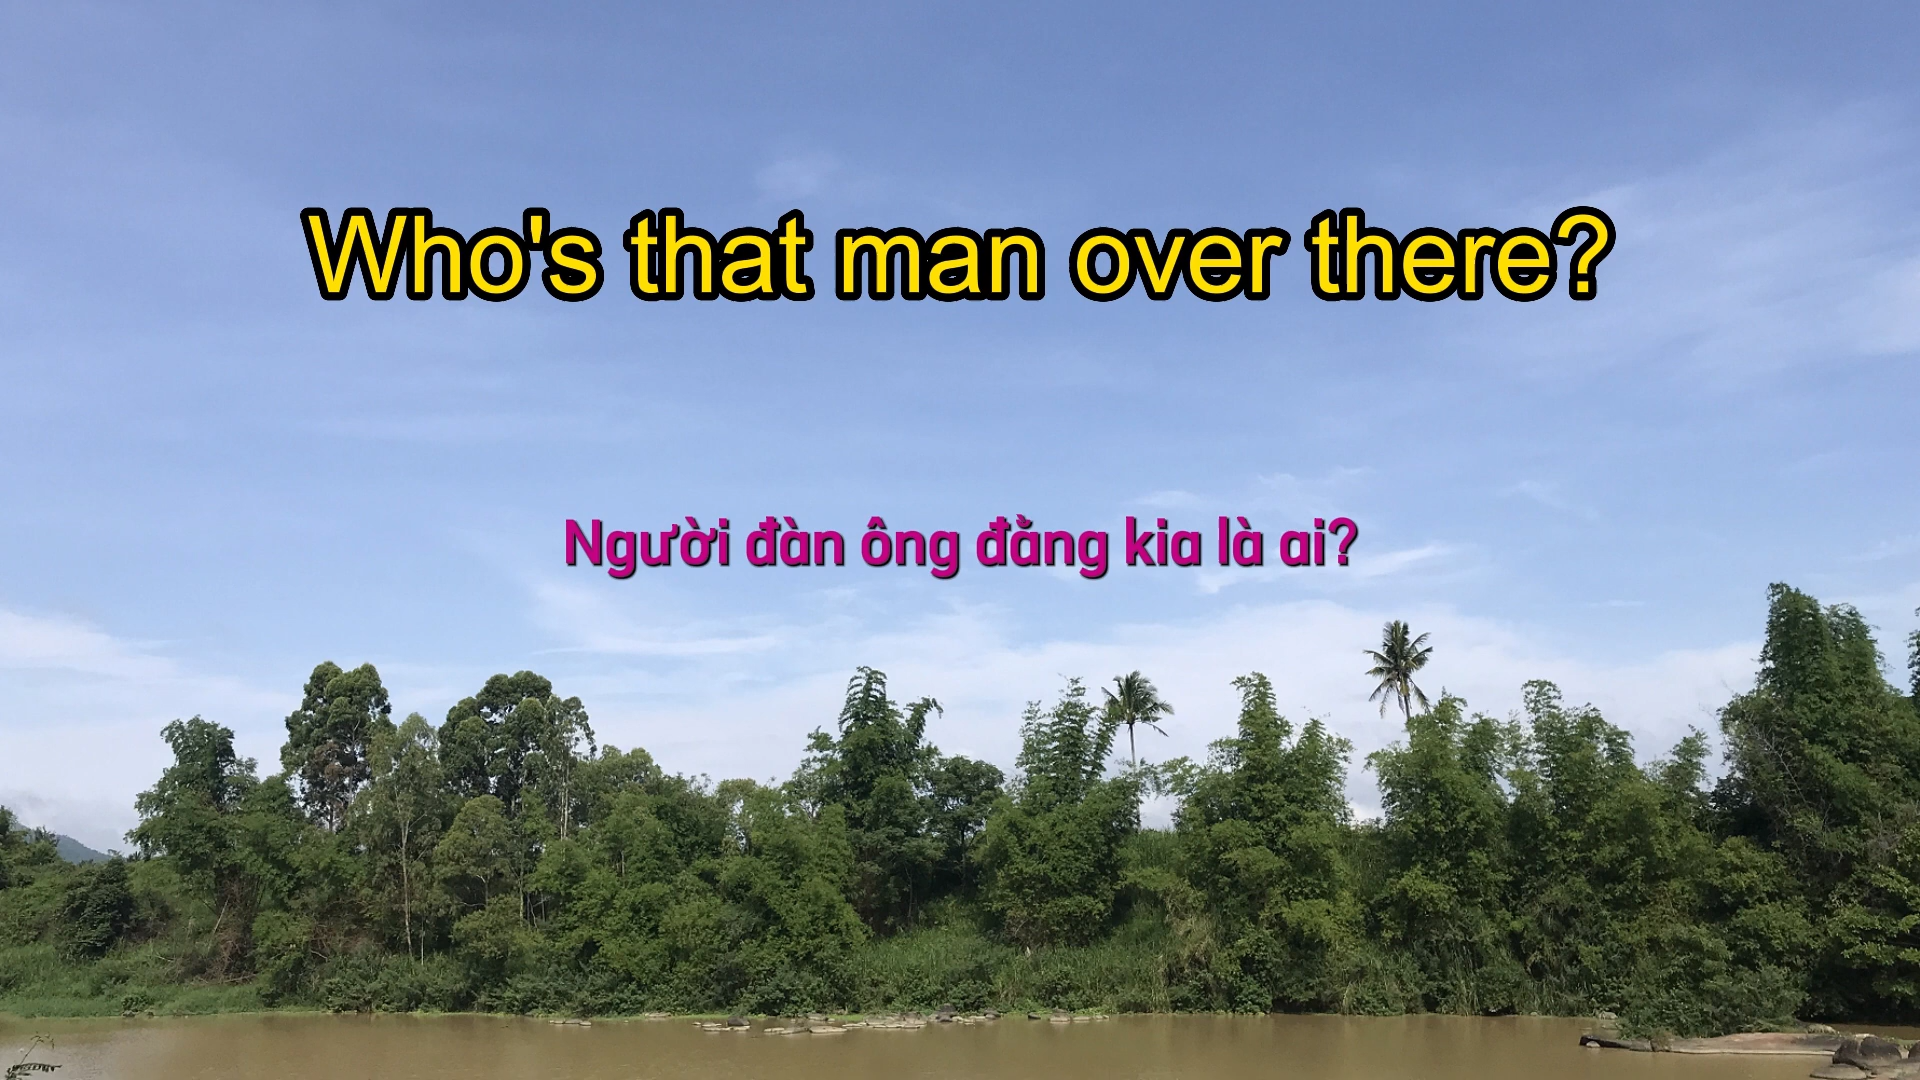 Who's that man over there?
Người đàn ông đằng kia là ai?